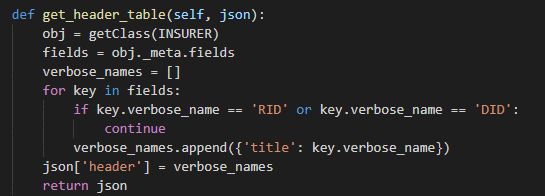 def get_header_table(self, json):
    obj = getClass(INSURER)
    fields = obj._meta.fields
    verbose_names = []
    for key in fields:
        if key.verbose_name == 'RID' or key.verbose_name == 'DID':
            continue
        verbose_names.append({'title': key.verbose_name})
    json['header'] = verbose_names
    return json